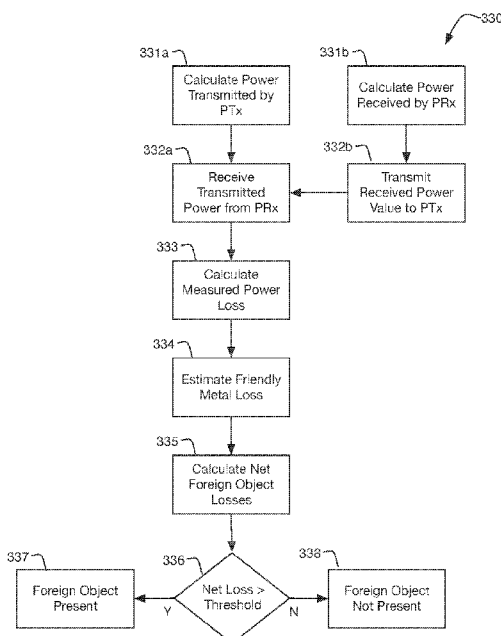 330
331a
Calculate Power
Transmitted by
PTx
331b
Calculate Power
Received by PRx
332a
Receive
Transmitted
Power from PRx
332b
Transmit
Received Power
Value to PTx
333
Calculate
Measured Power
Loss
334
Estimate Friendly
Metal Loss
335
Calculate Net
Foreign Object
Losses
336
Net Loss >
Threshold
Y
N
337
Foreign Object
Present
338
Foreign Object
Not Present